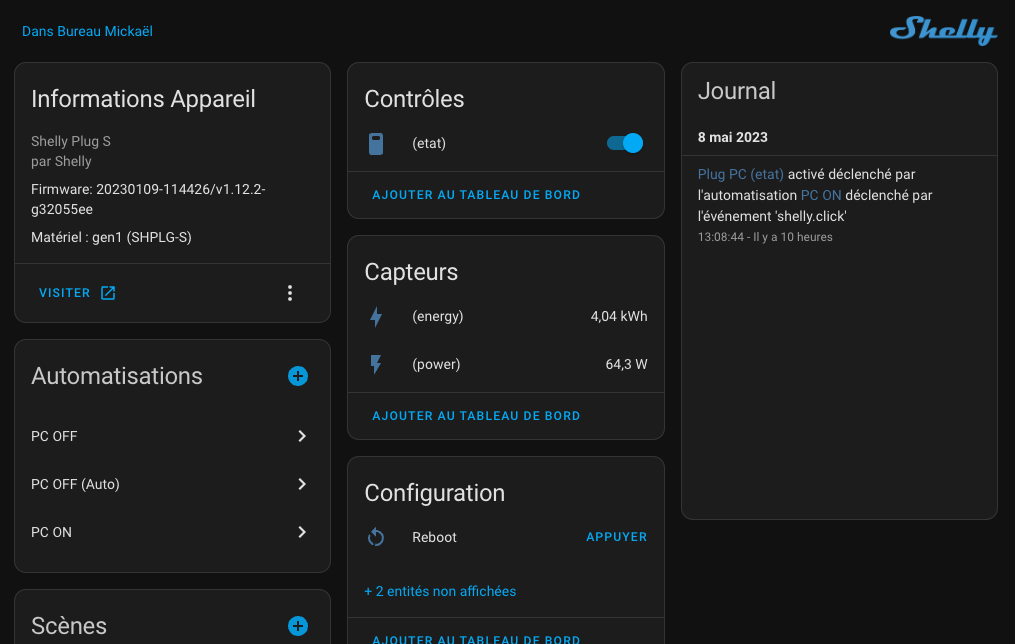 Dans Bureau Mickaël
Shelly
Informations Appareil
Shelly Plug S
par Shelly
Firmware: 20230109-114426/v1.12.2-
g32055ee
Matériel : gen1 (SHPLG-S)
VISITER
Automatisations
PC OFF
PC OFF (Auto)
PC ON
Scènes
Contrôles
(etat)
AJOUTER AU TABLEAU DE BORD
Capteurs
(energy) 4,04 kWh
(power) 64,3 W
AJOUTER AU TABLEAU DE BORD
Configuration
Reboot APPUYER
+ 2 entités non affichées
AJOUTER AU TABLEAU DE BORD
Journal
8 mai 2023
Plug PC (etat) activé déclenché par
l'automatisation PC ON déclenché par
l'événement 'shelly.click'
13:08:44 - Il y a 10 heures